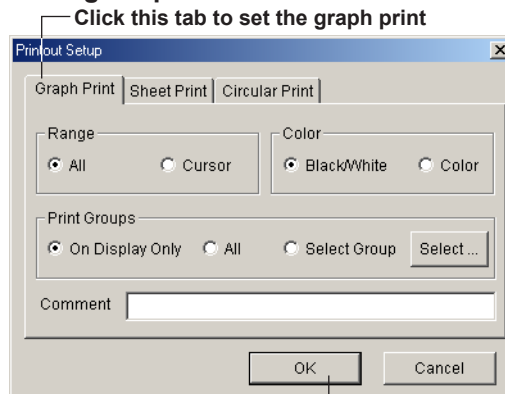 Click this tab to set the graph print
Printout Setup
Graph Print Sheet Print Circular Print
Range Color
All Cursor Black/White Color
Print Groups
On Display Only All Select Group Select ...
Comment
OK Cancel